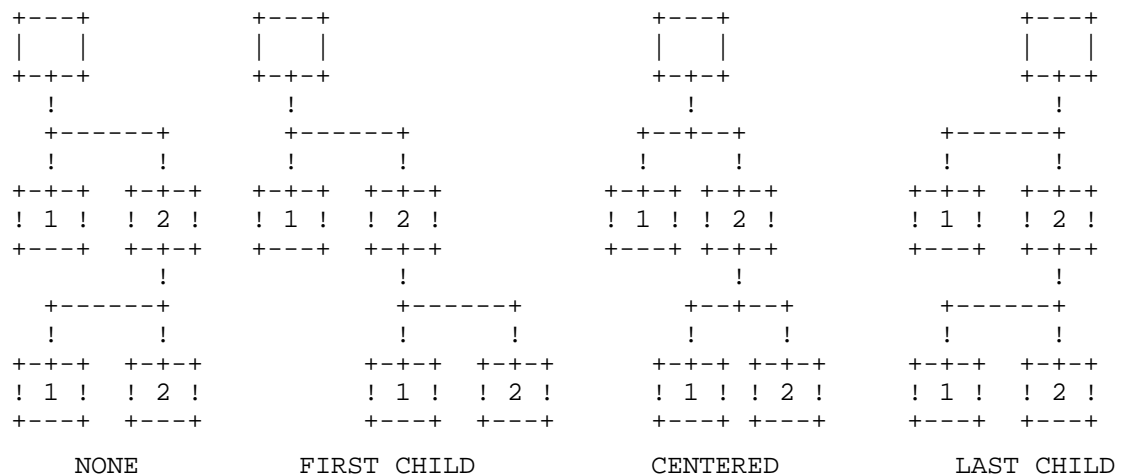 +---+             +---+                           +---+                         +---+
|   |             |   |                           |   |                         |   |
+-+-+             +-+-+                           +-+-+                         +-+-+
  !                 !                               !                             !
  +------+          +------+                     +--+--+                   +------+
  !      !          !      !                     !     !                   !      !
+-+-+  +-+-+      +-+-+  +-+-+                 +-+-+ +-+-+               +-+-+  +-+-+
! 1 !  ! 2 !      ! 1 !  ! 2 !                 ! 1 ! ! 2 !               ! 1 !  ! 2 !
+---+  +-+-+      +---+  +-+-+                 +---+ +-+-+               +---+  +-+-+
         !                 !                           !                          !
  +------+                 +------+                 +--+--+                +------+
  !      !                 !      !                 !     !                !      !
+-+-+  +-+-+             +-+-+  +-+-+             +-+-+ +-+-+            +-+-+  +-+-+
! 1 !  ! 2 !             ! 1 !  ! 2 !             ! 1 ! ! 2 !            ! 1 !  ! 2 !
+---+  +---+             +---+  +---+             +---+ +---+            +---+  +---+
    NONE             FIRST CHILD                  CENTERED                 LAST CHILD